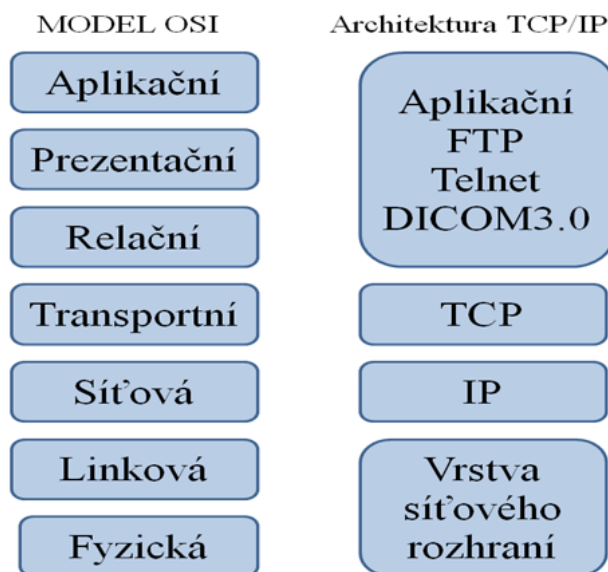 MODEL OSI
Aplikační
Prezentační
Relační
Transportní
Síťová
Linková
Fyzická
Architektura TCP/IP
Aplikační
FTP
Telnet
DICOM3.0
TCP
IP
Vrstva
síťového
rozhraní